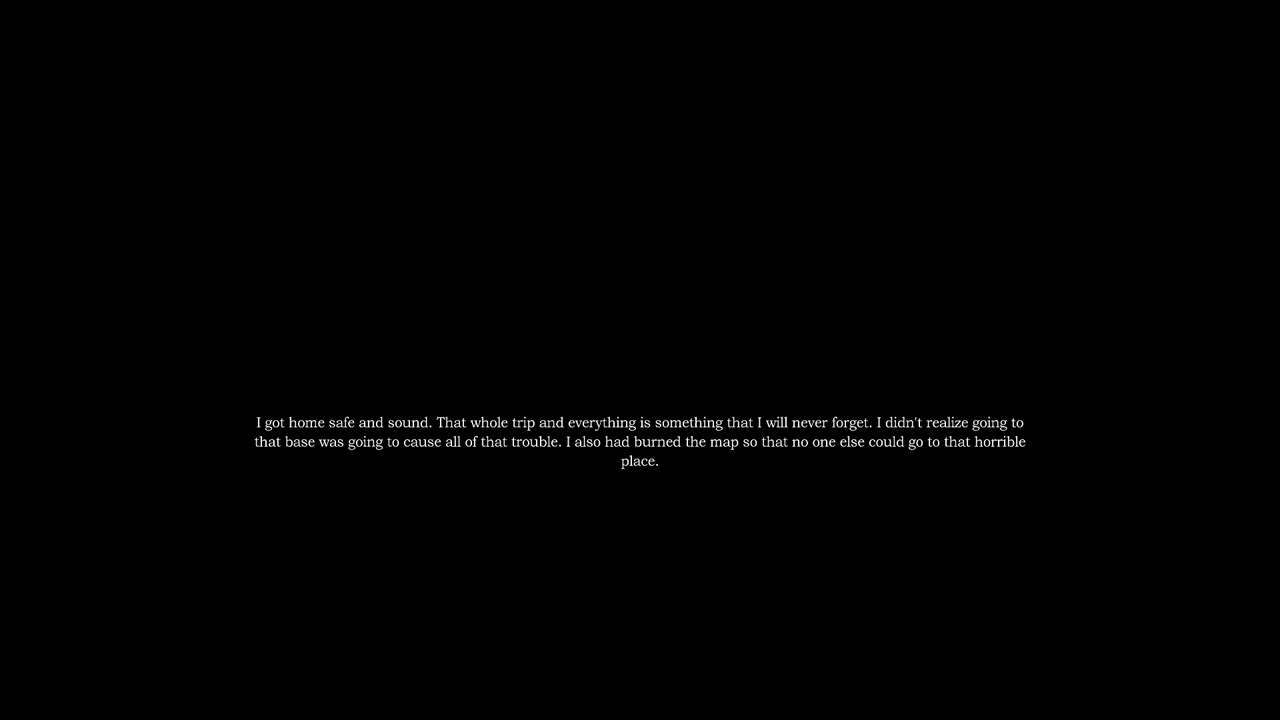 I got home safe and sound. That whole trip and everything is something that I will never forget. I didn't realize going to
that base was going to cause all of that trouble. I also had burned the map so that no one else could go to that horrible
place.